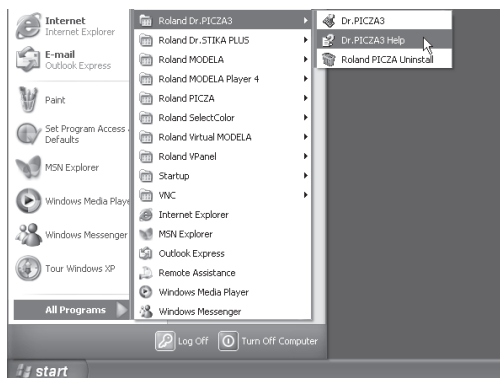 Internet
Internet Explorer
E-mail
Outlook Express
Paint
Set Program Access
Defaults
MSN Explorer
Windows Media Playe
Windows Messenger
Tour Windows XP
All Programs
Roland Dr.PICZA3
Roland Dr.STIKA PLUS
Roland MODELA
Roland MODELA Player 4
Roland PICZA
Roland SelectColor
Roland Virtual MODELA
Roland VPanel
Startup
VNC
Internet Explorer
MSN Explorer
Outlook Express
Remote Assistance
Windows Media Player
Windows Messenger
Dr.PICZA3
Dr.PICZA3 Help
Roland PICZA Uninstall
Log Off
Turn Off Computer
start